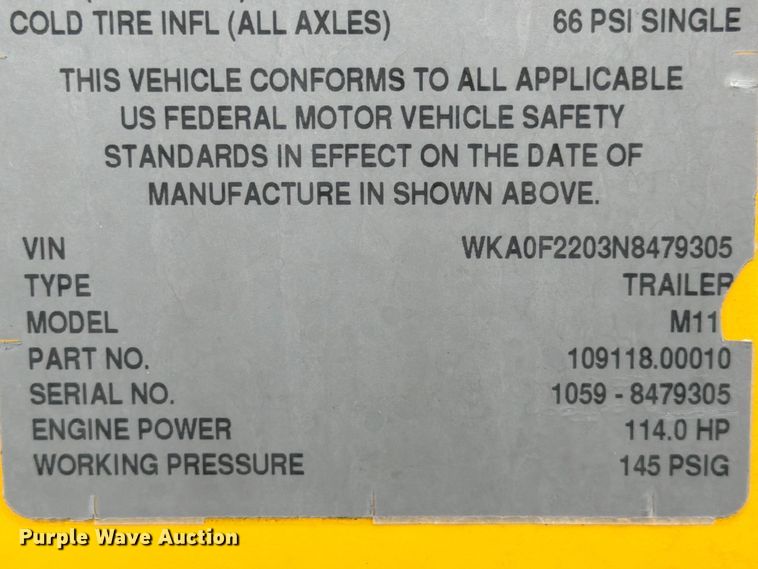 COLD TIRE INFL (ALL AXLES) 66 PSI SINGLE
THIS VEHICLE CONFORMS TO ALL APPLICABLE
US FEDERAL MOTOR VEHICLE SAFETY
STANDARDS IN EFFECT ON THE DATE OF
MANUFACTURE IN SHOWN ABOVE.
VIN WKA0F2203N8479305
TYPE TRAILER
MODEL M11
PART NO. 109118.00010
SERIAL NO. 1059 - 8479305
ENGINE POWER 114.0 HP
WORKING PRESSURE 145 PSIG
Purple Wave Auction